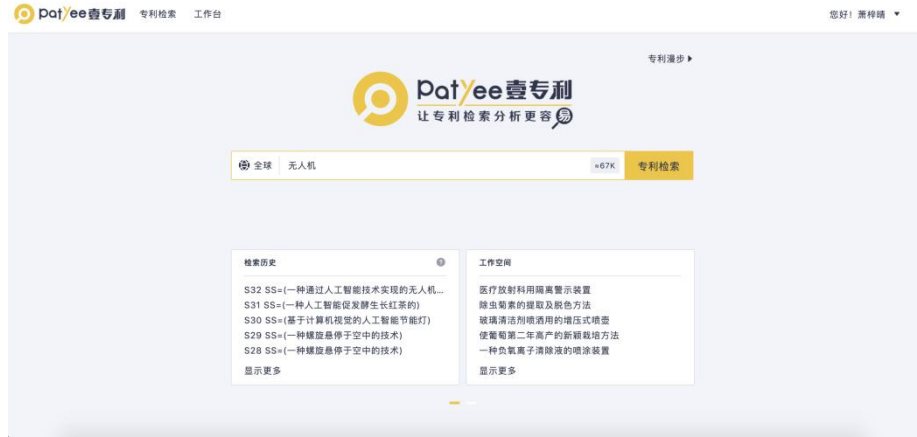 patyee壹专利 专利检索 工作台 您好！萧梓晴
专利漫步
patyee壹专利
让专利检索分析更容易
全球 无人机 ≈67K 专利检索
检索历史
S32 SS=(一种通过人工智能技术实现的无人机...
S31 SS=(一种人工智能促发酵生长红茶的)
S30 SS=(基于计算机视觉的人工智能节能灯)
S29 SS=(一种螺旋悬停于空中的技术)
S28 SS=(一种螺旋悬停于空中的技术)
显示更多
工作空间
医疗放射科用隔离警示装置
除虫菊素的提取及脱色方法
玻璃清洁剂喷洒用的增压式喷壶
使葡萄第二年高产的新颖栽培方法
一种负氧离子清除液的喷涂装置
显示更多